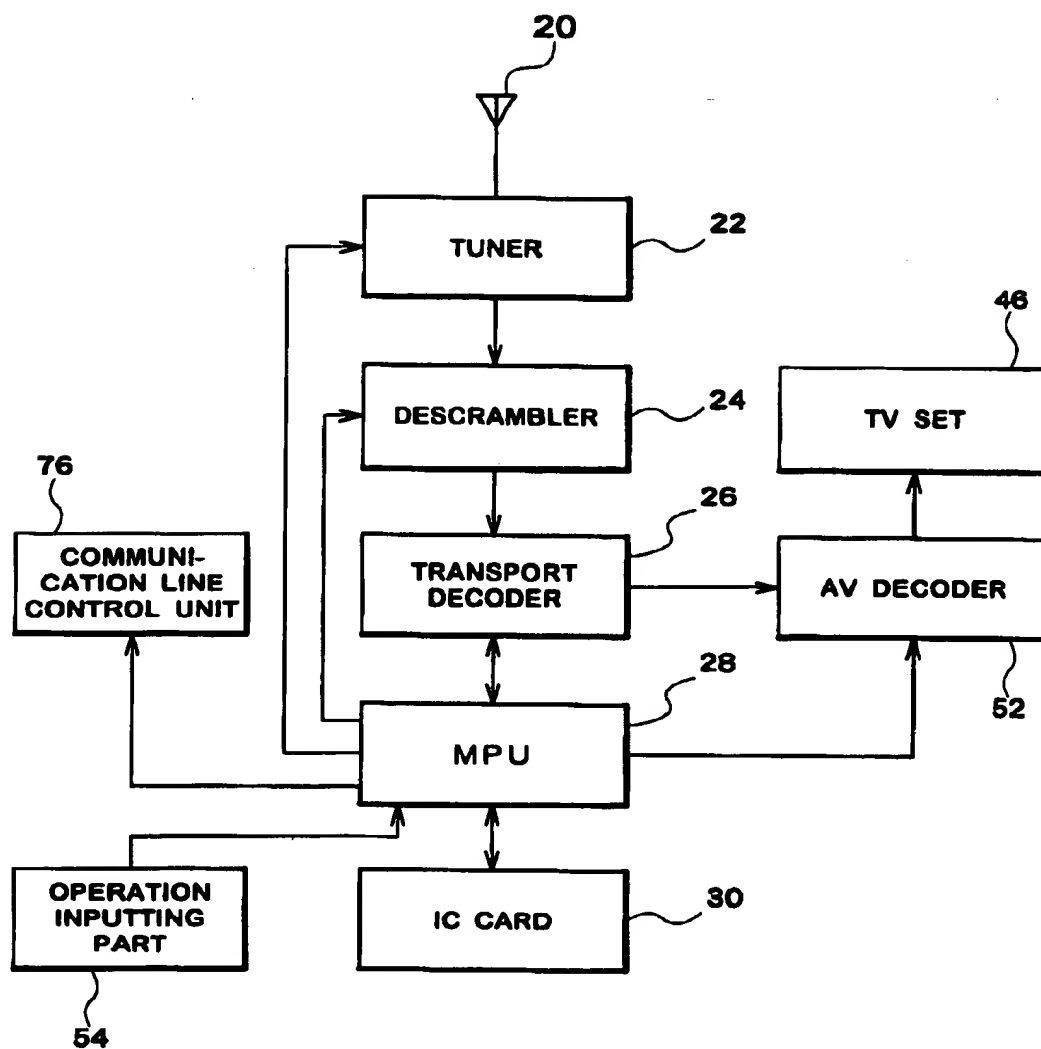 20
TUNER
22
46
DESCRAMBLER
24
TV SET
76
26
COMMUNI-
CATION LINE
CONTROL UNIT
TRANSPORT
DECODER
AV DECODER
28
52
MPU
OPERATION
INPUTTING
PART
IC CARD
30
54